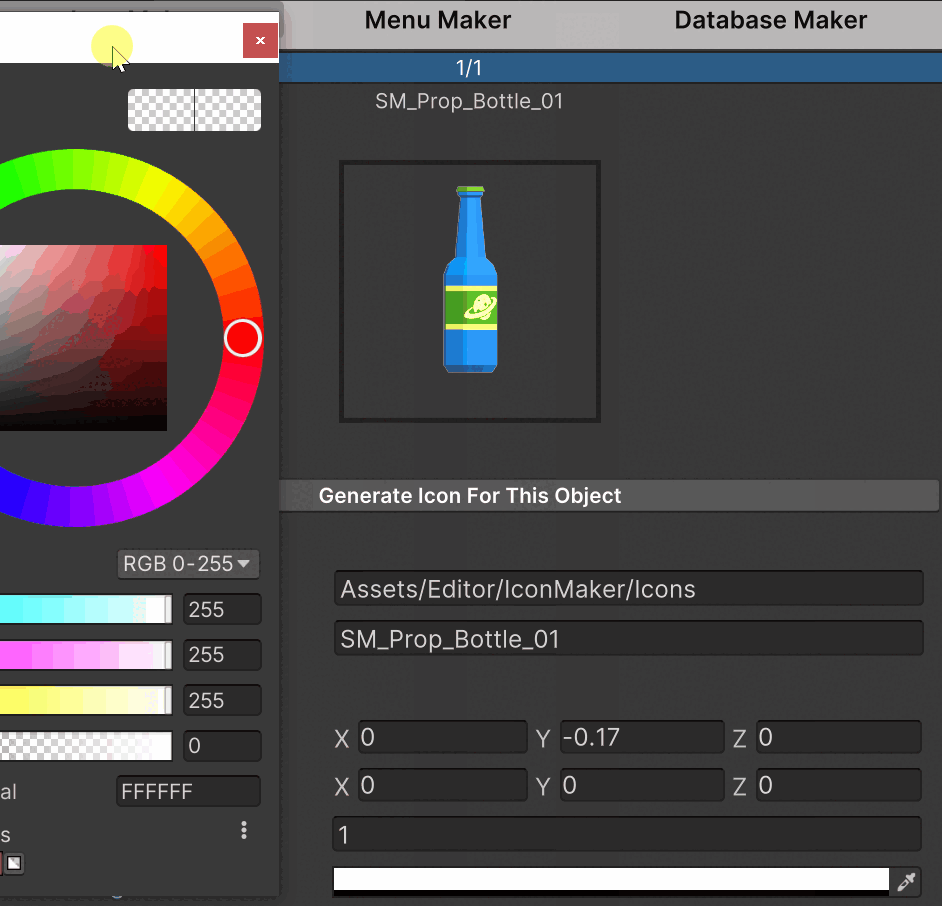 Menu Maker
Database Maker
1/1
SM_Prop_Bottle_01
Generate Icon For This Object
RGB 0-255
255
255
255
0
al
FFFFFF
s
Assets/Editor/IconMaker/Icons
SM_Prop_Bottle_01
X 0 Y -0.17 Z 0
X 0 Y 0 Z 0
1